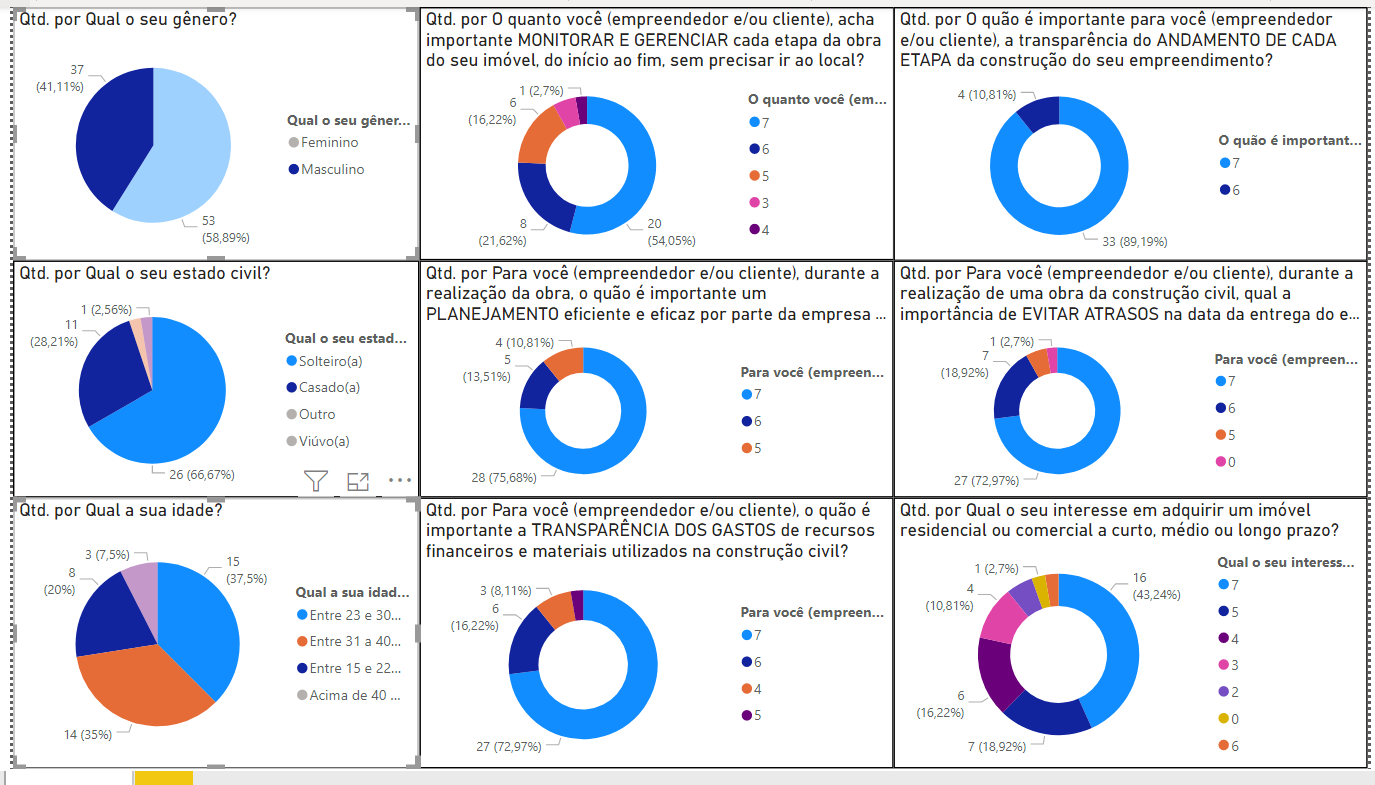 Qtd. por Qual o seu gênero?
37
(41,11%)
53
(58,89%)
Qual o seu gêner...
Feminino
Masculino
Qtd. por O quanto você (empreendedor e/ou cliente), acha
importante MONITORAR E GERENCIAR cada etapa da obra
do seu imóvel, do início ao fim, sem precisar ir ao local?
1 (2,7%)
6
(16,22%)
8
(21,62%)
20
(54,05%)
O quanto você (em...
7
6
5
3
4
Qtd. por O quão é importante para você (empreendedor
e/ou cliente), a transparência do ANDAMENTO DE CADA
ETAPA da construção do seu empreendimento?
4 (10,81%)
33 (89,19%)
O quão é important...
7
6
Qtd. por Qual o seu estado civil?
1 (2,56%)
11
(28,21%)
26 (66,67%)
Qual o seu estad...
Solteiro(a)
Casado(a)
Outro
Viúvo(a)
Qtd. por Para você (empreendedor e/ou cliente), durante a
realização da obra, o quão é importante um
PLANEJAMENTO eficiente e eficaz por parte da empresa ...
4 (10,81%)
5
(13,51%)
28 (75,68%)
Para você (empreen...
7
6
5
Qtd. por Para você (empreendedor e/ou cliente), durante a
realização de uma obra da construção civil, qual a
importância de EVITAR ATRASOS na data da entrega do e...
1 (2,7%)
7
(18,92%)
27 (72,97%)
Para você (empreen...
7
6
5
0
Qtd. por Qual a sua idade?
3 (7,5%)
8
(20%)
15
(37,5%)
14 (35%)
Qual a sua idad...
Entre 23 e 30...
Entre 31 a 40...
Entre 15 e 22...
Acima de 40 ...
Qtd. por Para você (empreendedor e/ou cliente), o quão é
importante a TRANSPARÊNCIA DOS GASTOS de recursos
financeiros e materiais utilizados na construção civil?
3 (8,11%)
6
(16,22%)
27 (72,97%)
Para você (empreen...
7
6
4
5
Qtd. por Qual o seu interesse em adquirir um imóvel
residencial ou comercial a curto, médio ou longo prazo?
1 (2,7%)
4
(10,81%)
6
(16,22%)
7 (18,92%)
16
(43,24%)
Qual o seu interess...
7
5
4
3
2
0
6